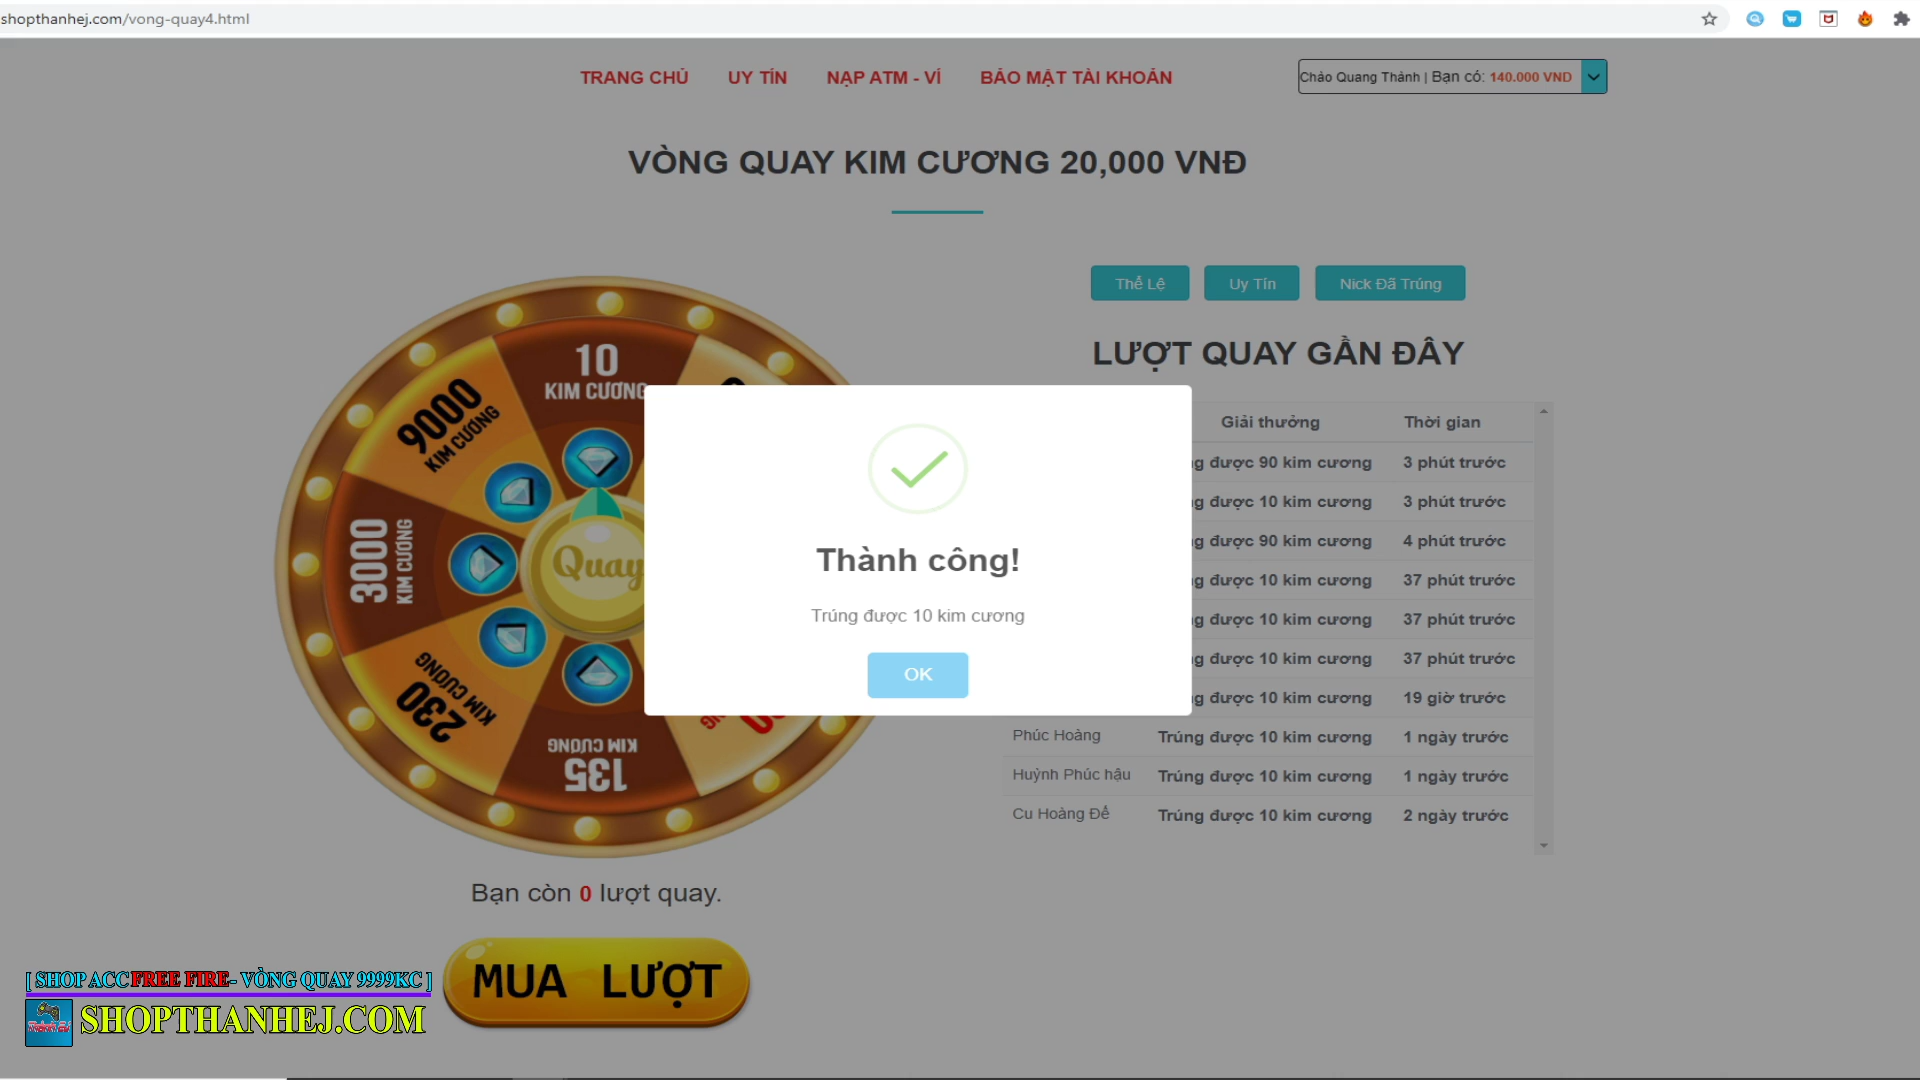 shopthanhej.com/vong-quay4.html
TRANG CHỦ UY TÍN NẠP ATM - VÍ BẢO MẬT TÀI KHOẢN
Chào Quang Thành | Bạn có: 140.000 VND
VÒNG QUAY KIM CƯƠNG 20,000 VNĐ
Thể Lệ Uy Tín Nick Đã Trúng
LƯỢT QUAY GẦN ĐÂY
Giải thưởng Thời gian
được 90 kim cương 3 phút trước
được 10 kim cương 3 phút trước
được 90 kim cương 4 phút trước
được 10 kim cương 37 phút trước
được 10 kim cương 37 phút trước
được 10 kim cương 37 phút trước
được 10 kim cương 19 giờ trước
Phúc Hoàng Trúng được 10 kim cương 1 ngày trước
Huỳnh Phúc hậu Trúng được 10 kim cương 1 ngày trước
Cu Hoàng Đế Trúng được 10 kim cương 2 ngày trước
10
KIM CƯƠNG
9000
KIM CƯƠNG
3000
KIM CƯƠNG
230
KIM CƯƠNG
135
KIM CƯƠNG
Quay
Thành công!
Trúng được 10 kim cương
OK
Bạn còn 0 lượt quay.
MUA LƯỢT
[ SHOP ACC FREE FIRE - VÒNG QUAY 9999KC ]
SHOPTHANHEJ.COM